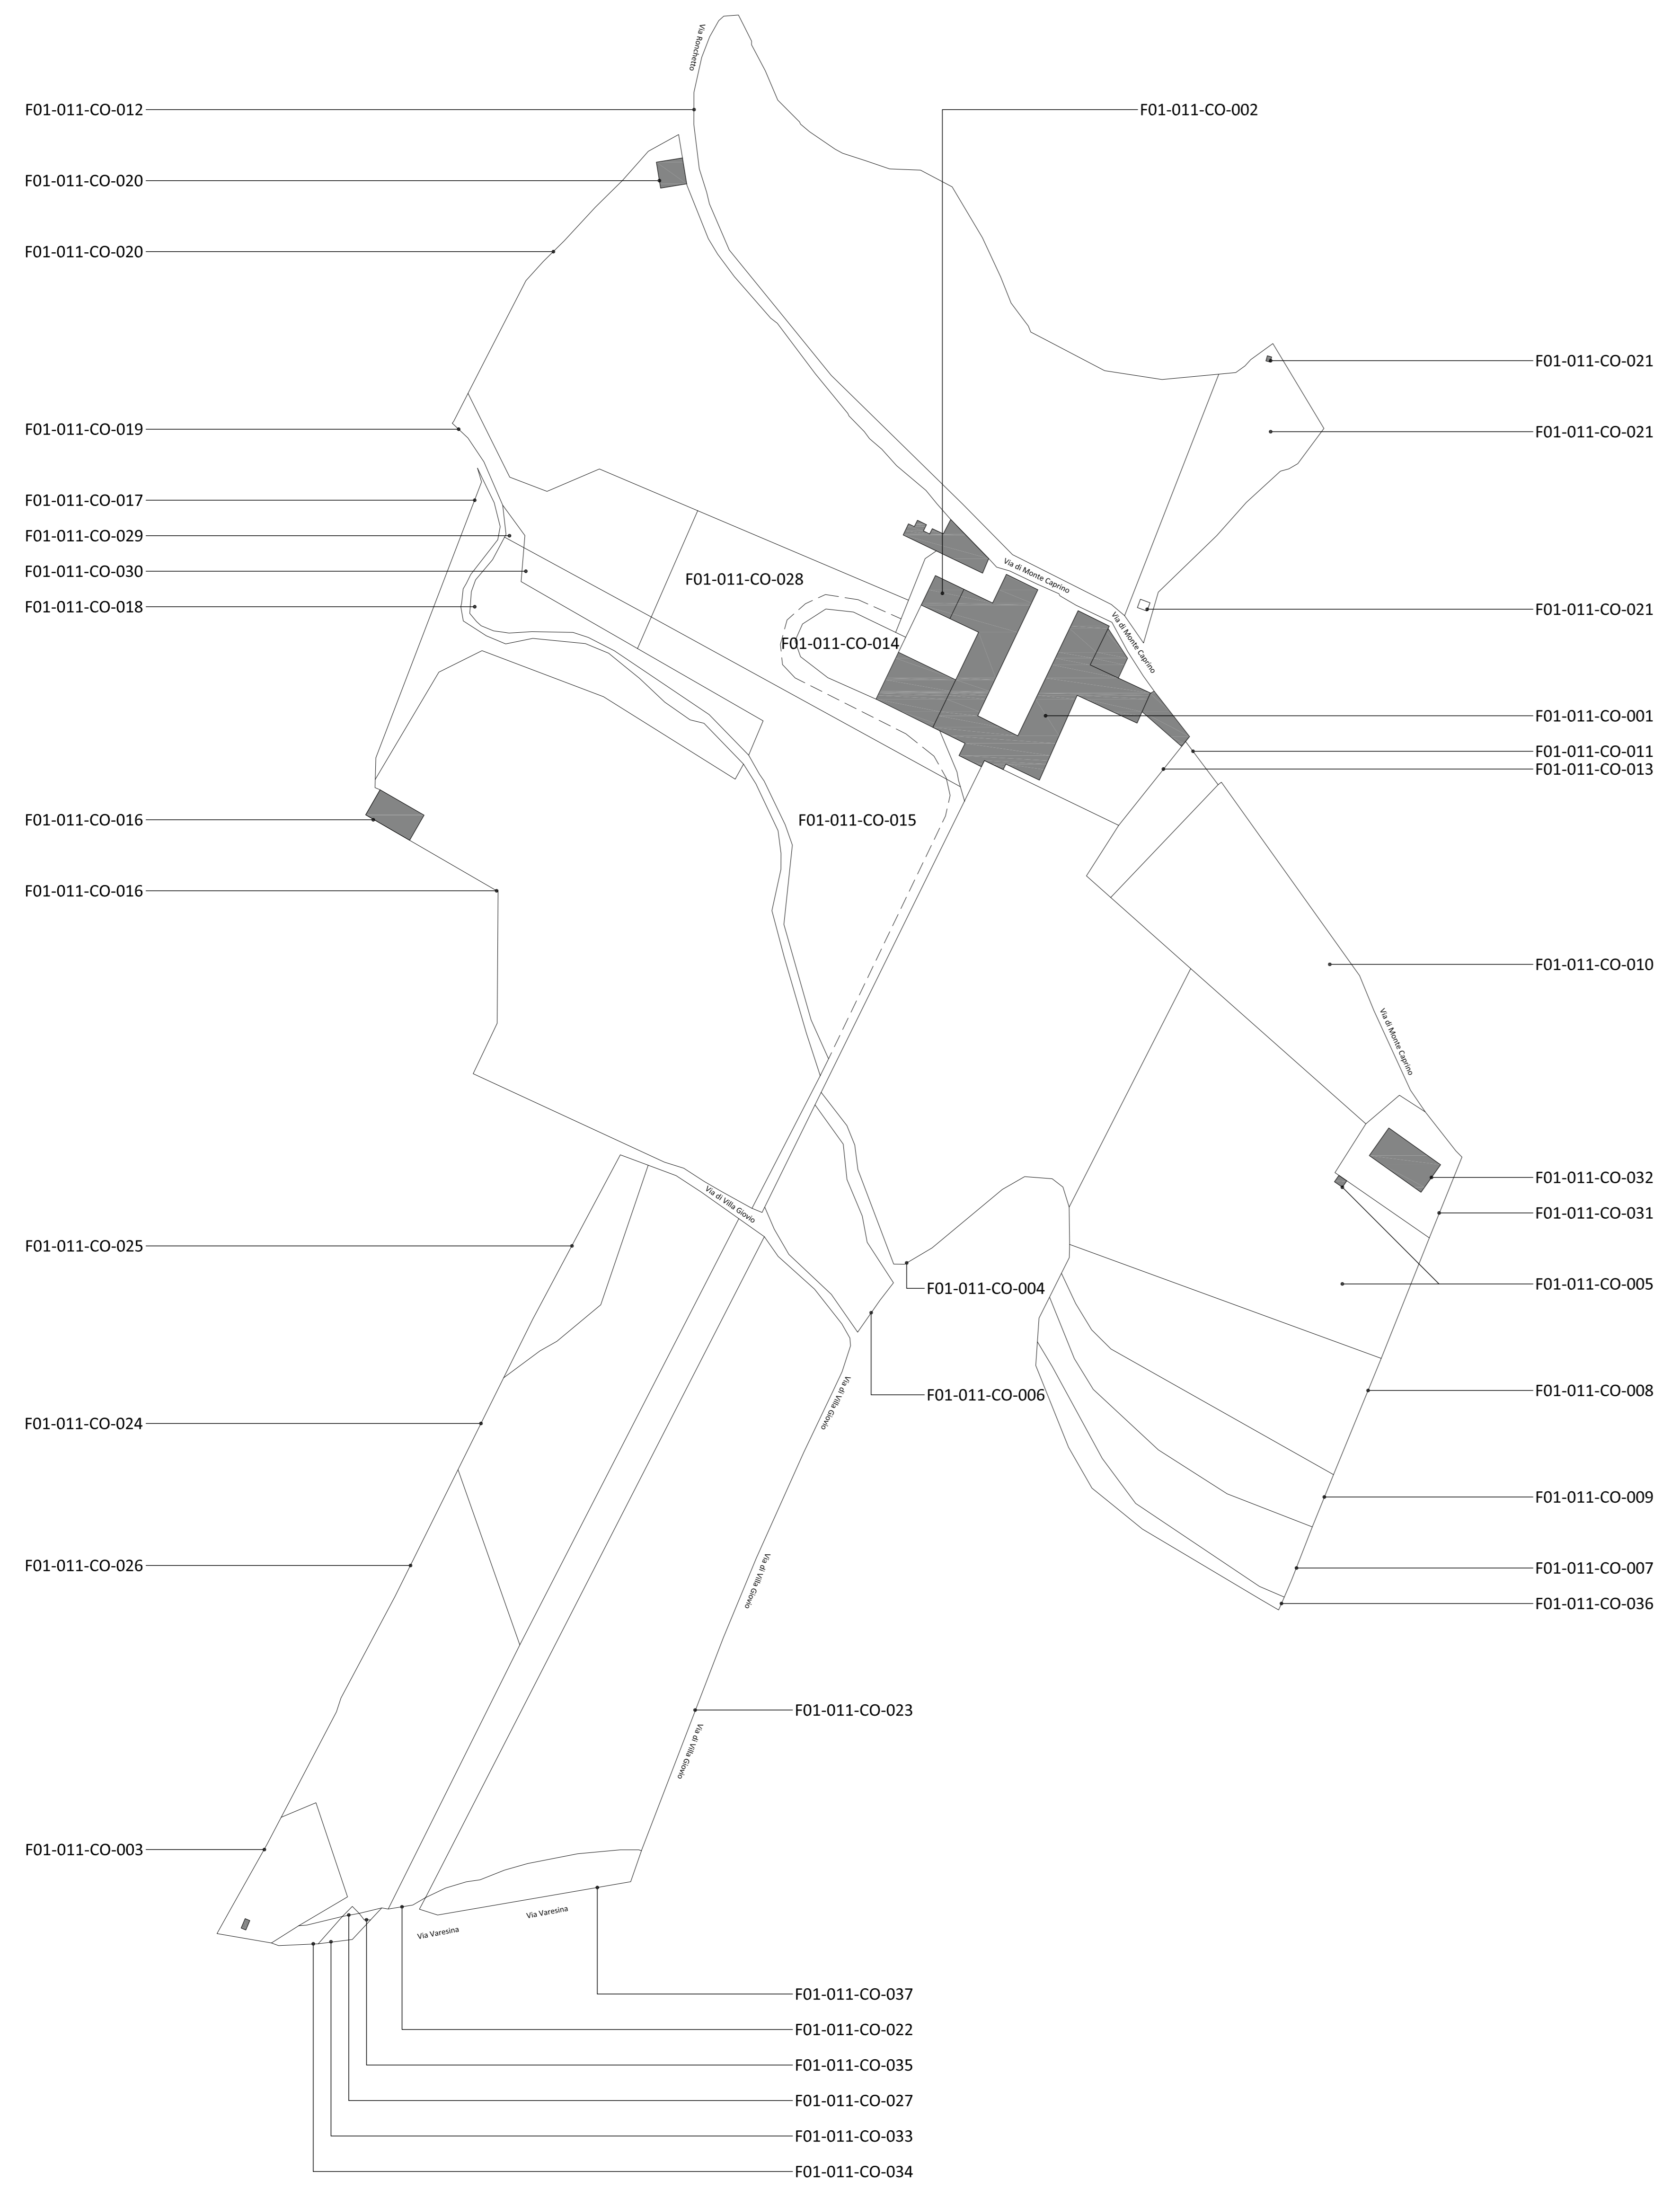 Via Ronchetto
F01-011-CO-012
F01-011-CO-002
F01-011-CO-020
F01-011-CO-020
F01-011-CO-021
F01-011-CO-019
F01-011-CO-021
F01-011-CO-017
F01-011-CO-029
F01-011-CO-030
F01-011-CO-028
Via di Monte Caprino
F01-011-CO-018
F01-011-CO-021
F01-011-CO-014
Via di Monte Caprino
F01-011-CO-001
F01-011-CO-011
F01-011-CO-013
F01-011-CO-016
F01-011-CO-015
F01-011-CO-016
F01-011-CO-010
Via di Monte Caprino
F01-011-CO-032
Via di Villa Giovio
F01-011-CO-031
F01-011-CO-025
F01-011-CO-004
F01-011-CO-005
F01-011-CO-006
F01-011-CO-008
Via di Villa Giovio
F01-011-CO-024
F01-011-CO-009
F01-011-CO-026
F01-011-CO-007
Via di Villa Giovio
F01-011-CO-036
F01-011-CO-023
Via di Villa Giovio
F01-011-CO-003
Via Varesina
Via Varesina
F01-011-CO-037
F01-011-CO-022
F01-011-CO-035
F01-011-CO-027
F01-011-CO-033
F01-011-CO-034